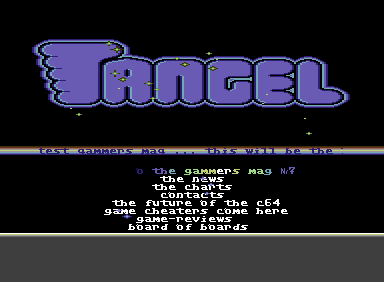 TANGEL
test gammers mag ... this will be the
o the gammers mag Nr7
the news
the charts
contacts
the future of the c64
game cheaters come here
game-reviews
board of boards